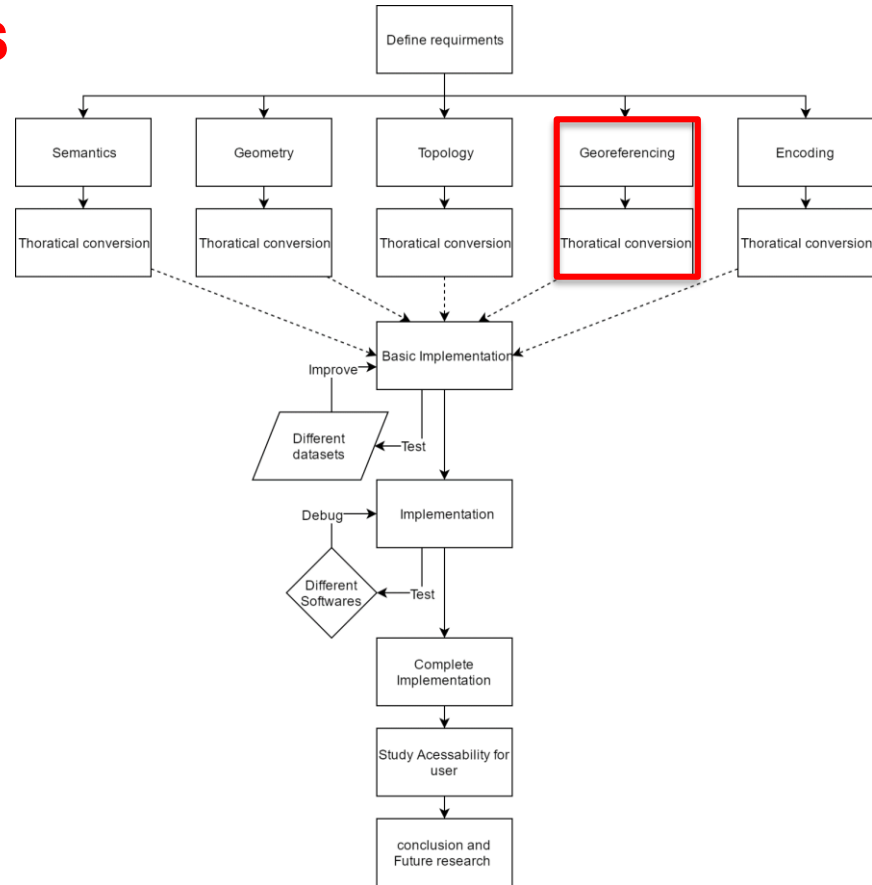 s
Define requirments
Semantics
Geometry
Topology
Georeferencing
Encoding
Thoratical conversion
Thoratical conversion
Thoratical conversion
Thoratical conversion
Thoratical conversion
Basic Implementation
Improve
Different
datasets
Test
Implementation
Debug
Different
Softwares
Test
Complete
Implementation
Study Acessability for
user
conclusion and
Future research